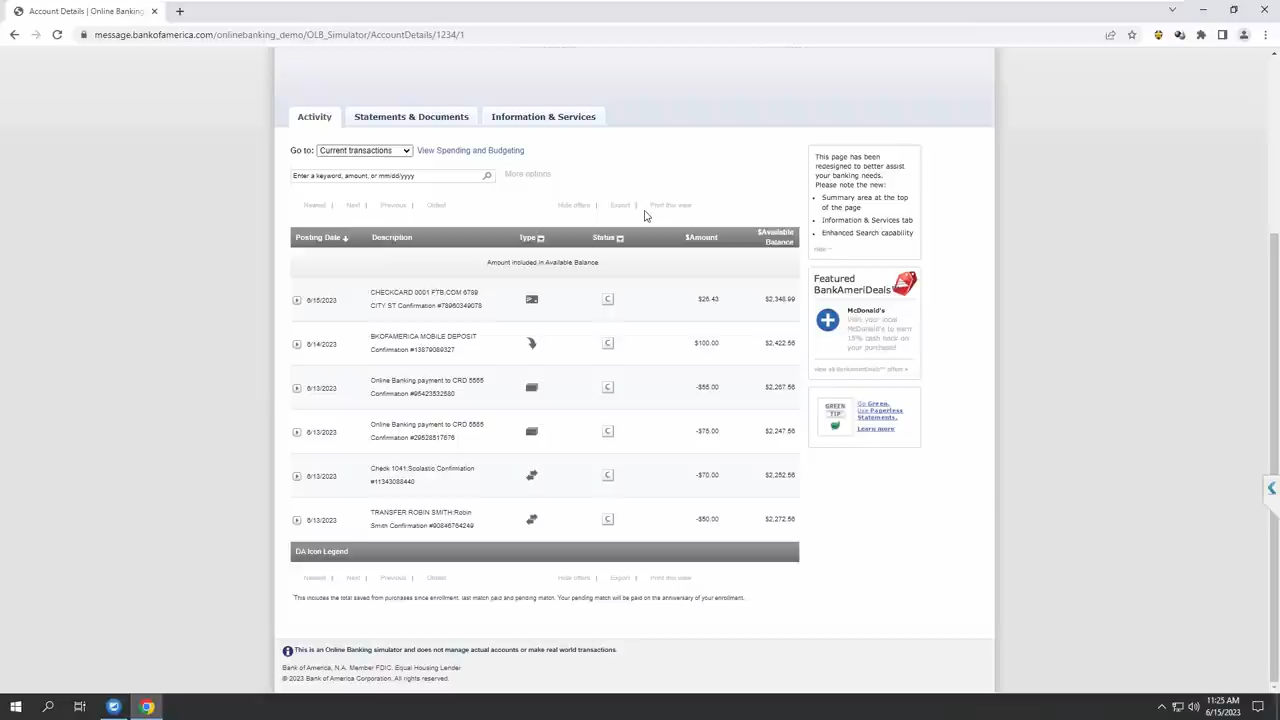 Account Details | Online Banking
message.bankofamerica.com/onlinebanking_demo/OLB_Simulator/AccountDetails/1234/1
Activity
Statements & Documents
Information & Services
Go to: Current transactions View Spending and Budgeting
Enter a keyword, amount, or mm/dd/yyyy More options
Newest | Next | Previous | Oldest Hide offers | Export | Print this view
Posting Date Description Type Status $Amount $Available
Balance
Amount included in Available Balance
6/15/2023 CHECKCARD 0001 FTB.COM 6789
CITY ST Confirmation #78960349078 C $26.43 $2,348.99
6/14/2023 BKOFAMERICA MOBILE DEPOSIT
Confirmation #13879089327 C $100.00 $2,422.56
6/13/2023 Online Banking payment to CRD 5555
Confirmation #95423532580 C -$55.00 $2,267.56
6/13/2023 Online Banking payment to CRD 5555
Confirmation #29528517676 C -$75.00 $2,247.56
6/13/2023 Check 1041:Scolastic Confirmation
#11343088440 C -$70.00 $2,252.56
6/13/2023 TRANSFER ROBIN SMITH:Robin
Smith Confirmation #90846764249 C -$50.00 $2,272.56
DA Icon Legend
Newest | Next | Previous | Oldest Hide offers | Export | Print this view
This includes the total saved from purchases since enrollment, last match paid and pending match. Your pending match will be paid on the anniversary of your enrollment.
This page has been
redesigned to better assist
your banking needs.
Please note the new:
• Summary area at the top
of the page
• Information & Services tab
• Enhanced Search capability
Featured
BankAmeriDeals
McDonald's
With your local
McDonald's to earn
15% cash back on
your purchase!
View all BankAmeriDeals™ offers
GREEN
TIP
Go Green.
Use Paperless
Statements.
Learn more
This is an Online Banking simulator and does not manage actual accounts or make real world transactions.
Bank of America, N.A. Member FDIC. Equal Housing Lender
© 2023 Bank of America Corporation. All rights reserved.
11:25 AM
6/15/2023